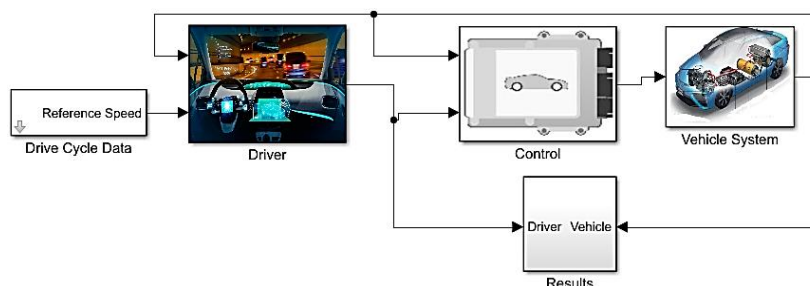 Reference Speed
Drive Cycle Data
Driver
Control
Vehicle System
Driver Vehicle
Results